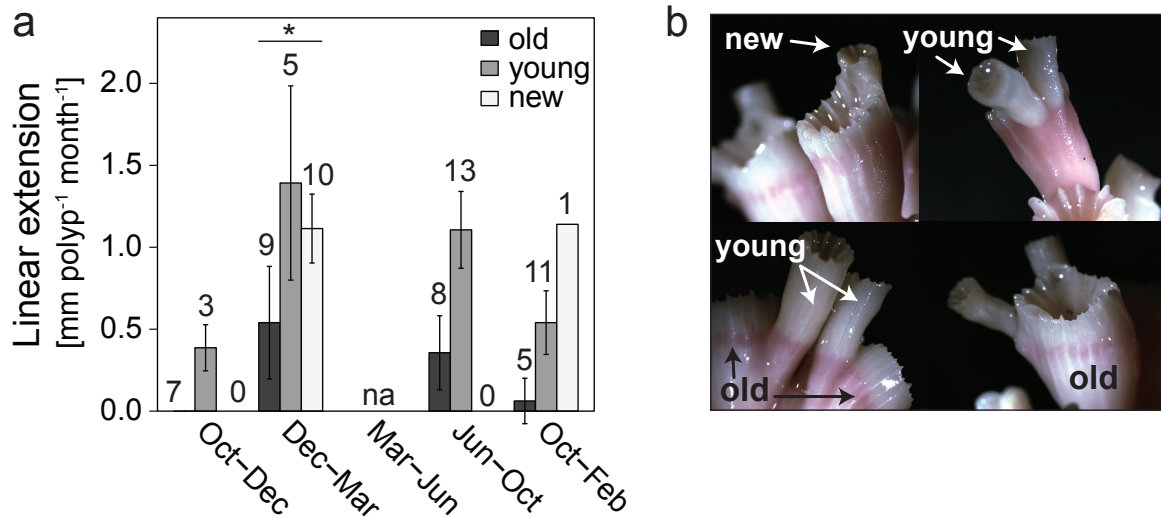 a
*
old
young
new
Linear extension
[mm polyp⁻¹ month⁻¹]
2.0
1.5
1.0
0.5
0.0
7
3
0
9
5
10
na
8
13
0
5
11
1
Oct–Dec
Dec–Mar
Mar–Jun
Jun–Oct
Oct–Feb
b
new
young
young
old
old